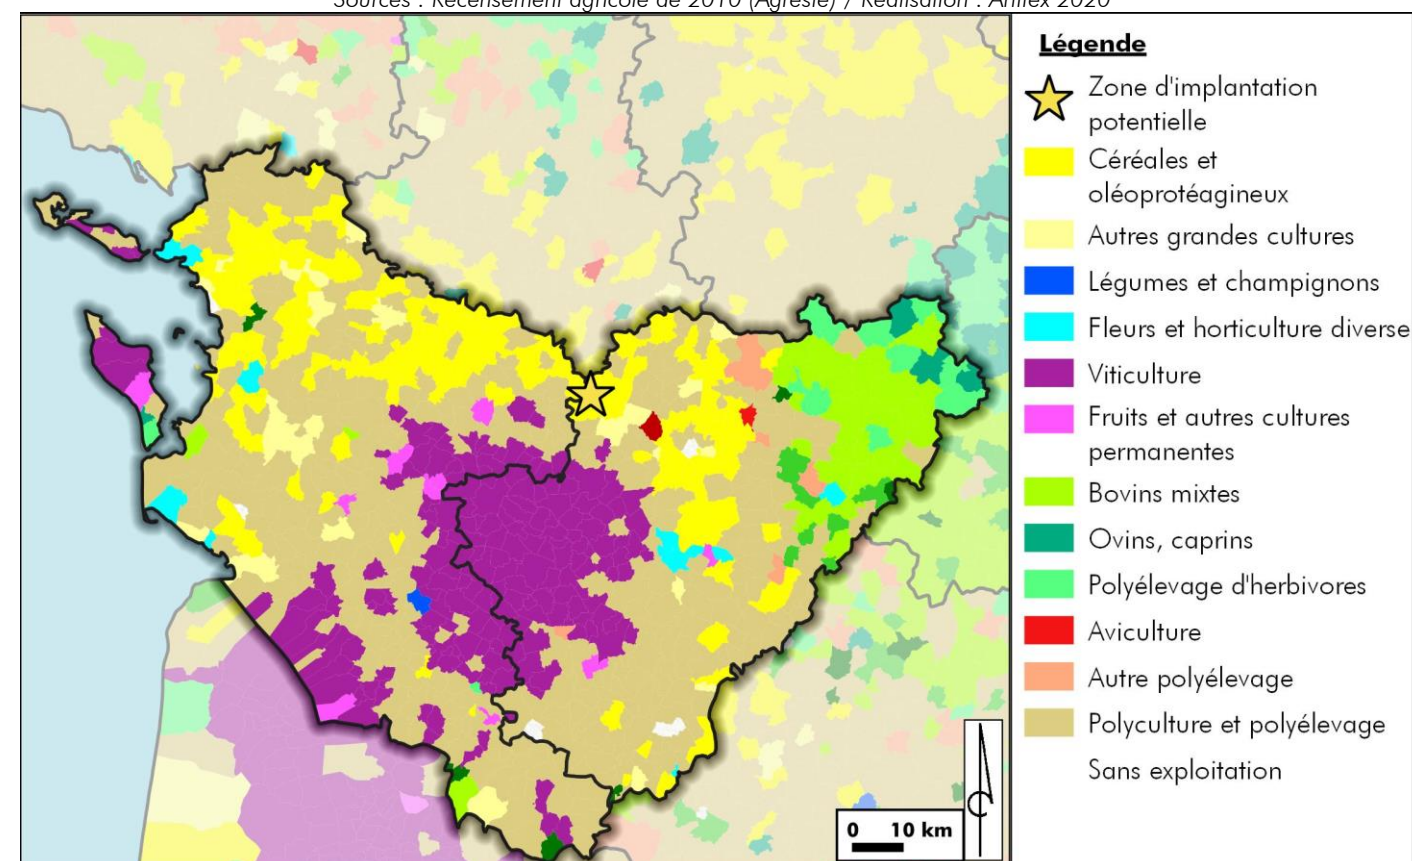 Sources : Recensement agricole de 2010 (Agreste) / Réalisation : Artifex 2020
Légende
Zone d'implantation
potentielle
Céréales et
oléoprotéagineux
Autres grandes cultures
Légumes et champignons
Fleurs et horticulture diverse
Viticulture
Fruits et autres cultures
permanentes
Bovins mixtes
Ovins, caprins
Polyélevage d'herbivores
Aviculture
Autre polyélevage
Polyculture et polyélevage
Sans exploitation
0 10 km